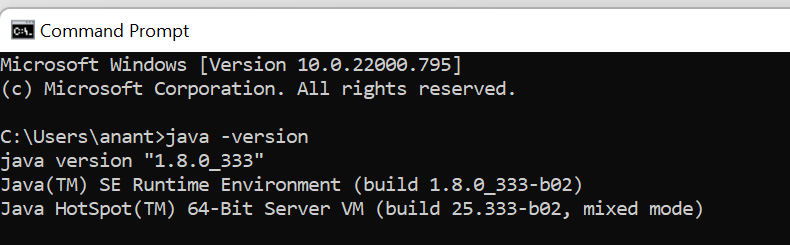 Command Prompt
Microsoft Windows [Version 10.0.22000.795]
(c) Microsoft Corporation. All rights reserved.
C:\Users\anant>java -version
java version "1.8.0_333"
Java(TM) SE Runtime Environment (build 1.8.0_333-b02)
Java HotSpot(TM) 64-Bit Server VM (build 25.333-b02, mixed mode)